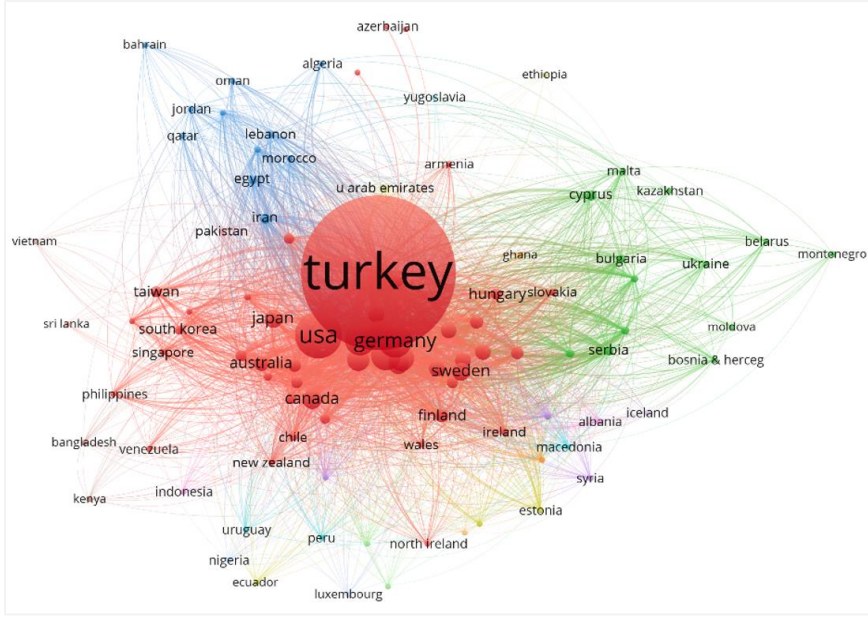 azerbaijan
bahrain
algeria
ethiopia
oman
yugoslavia
jordan
qatar
lebanon
morocco
armenia
malta
egypt
u arab emirates
cyprus
kazakhstan
iran
pakistan
vietnam
belarus
montenegro
ghana
bulgaria
ukraine
turkey
taiwan
hungary
slovakia
sri lanka
south korea
japan
usa
germany
moldova
singapore
serbia
bosnia & herceg
australia
sweden
philippines
canada
finland
iceland
albania
bangladesh
venezuela
chile
wales
ireland
macedonia
new zealand
syria
kenya
indonesia
estonia
uruguay
peru
north ireland
nigeria
ecuador
luxembourg